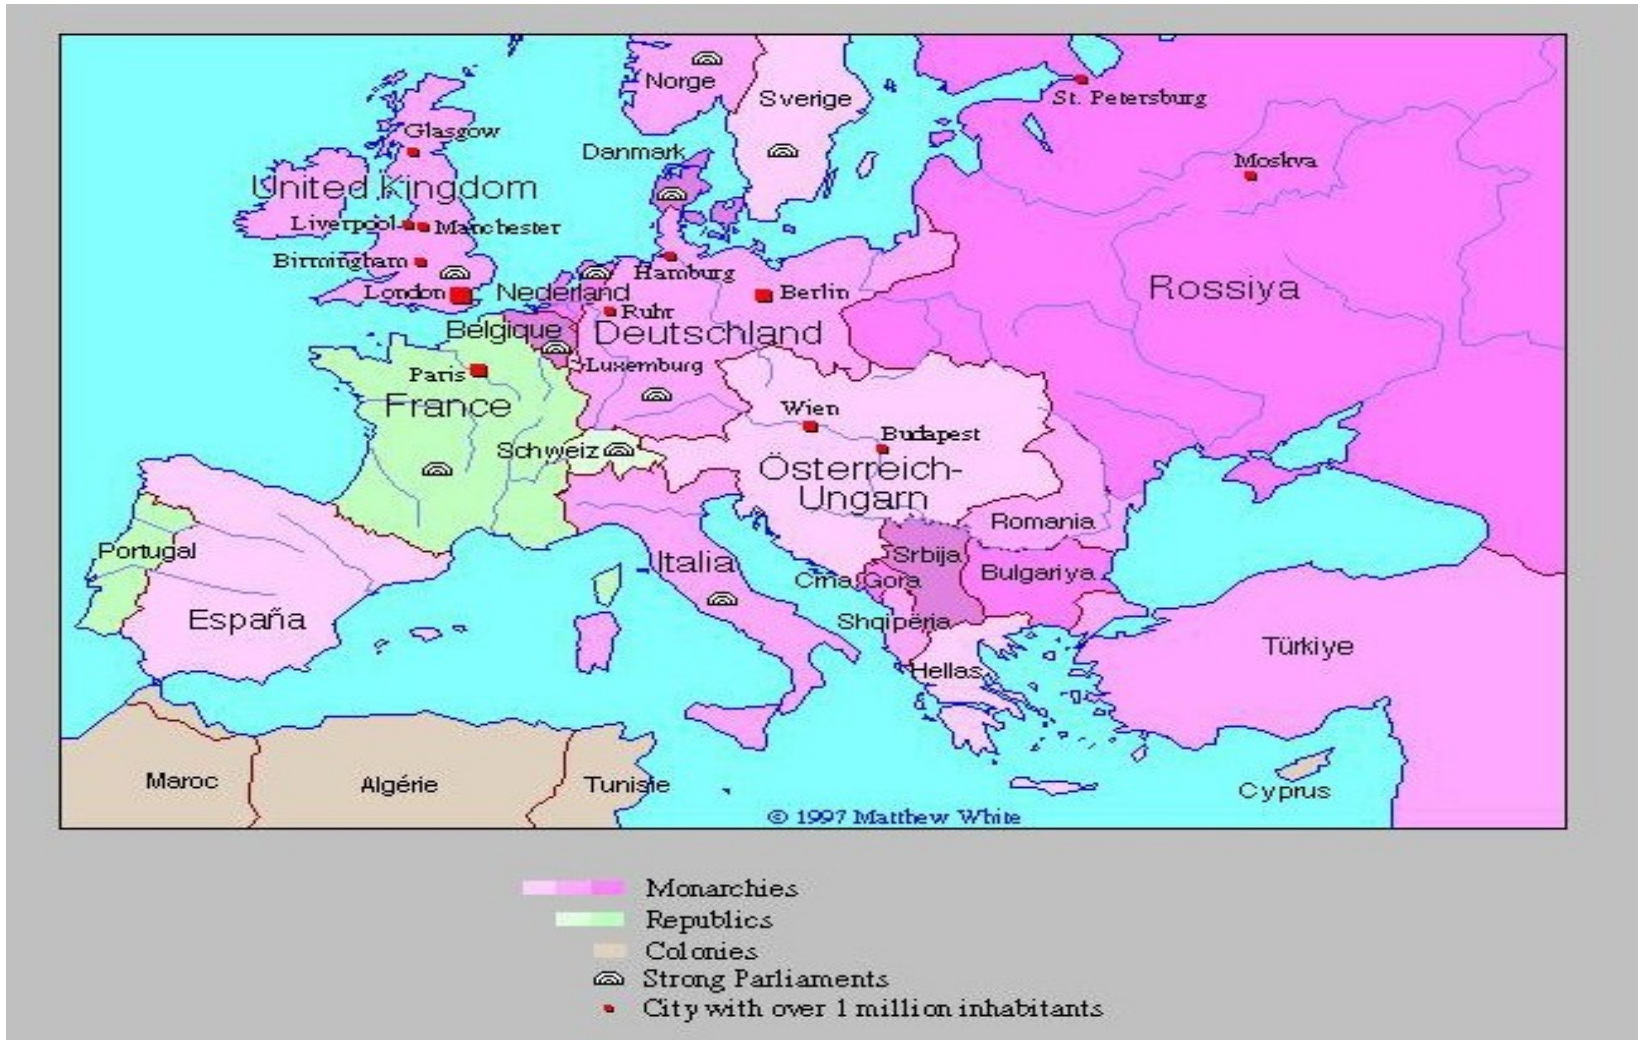 Norge
Sverige
St. Petersburg
Glasgow
Danmark
Moskva
United Kingdom
Liverpool
Manchester
Birmingham
Hamburg
London
Nederland
Berlin
Rossiya
Ruhr
Belgique
Deutschland
Luxemburg
Paris
France
Wien
Budapest
Schweiz
Österreich-
Ungarn
Romania
Portugal
Italia
Srbija
Bulgariya
Crna Gora
España
Shqipëria
Türkiye
Hellas
Maroc
Algérie
Tunisie
Cyprus
© 1997 Matthew White
Monarchies
Republics
Colonies
Strong Parliaments
City with over 1 million inhabitants